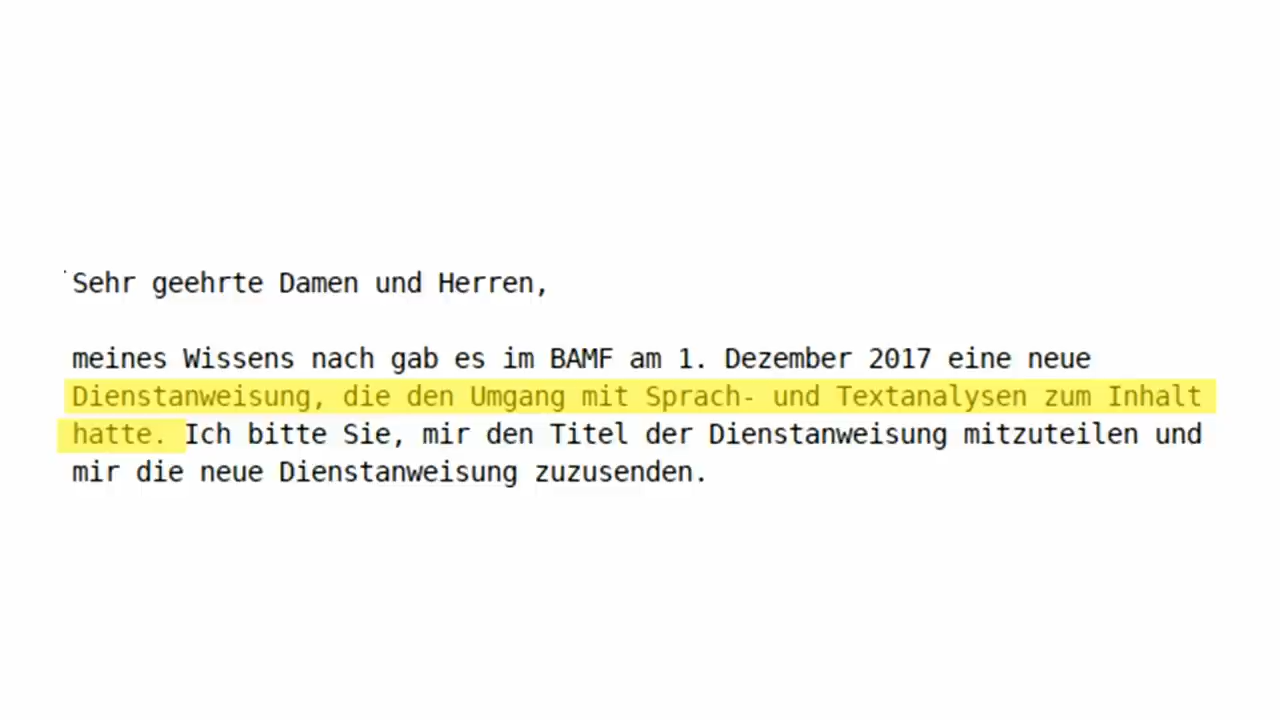 Sehr geehrte Damen und Herren,
meines Wissens nach gab es im BAMF am 1. Dezember 2017 eine neue
Dienstanweisung, die den Umgang mit Sprach- und Textanalysen zum Inhalt
hatte. Ich bitte Sie, mir den Titel der Dienstanweisung mitzuteilen und
mir die neue Dienstanweisung zuzusenden.